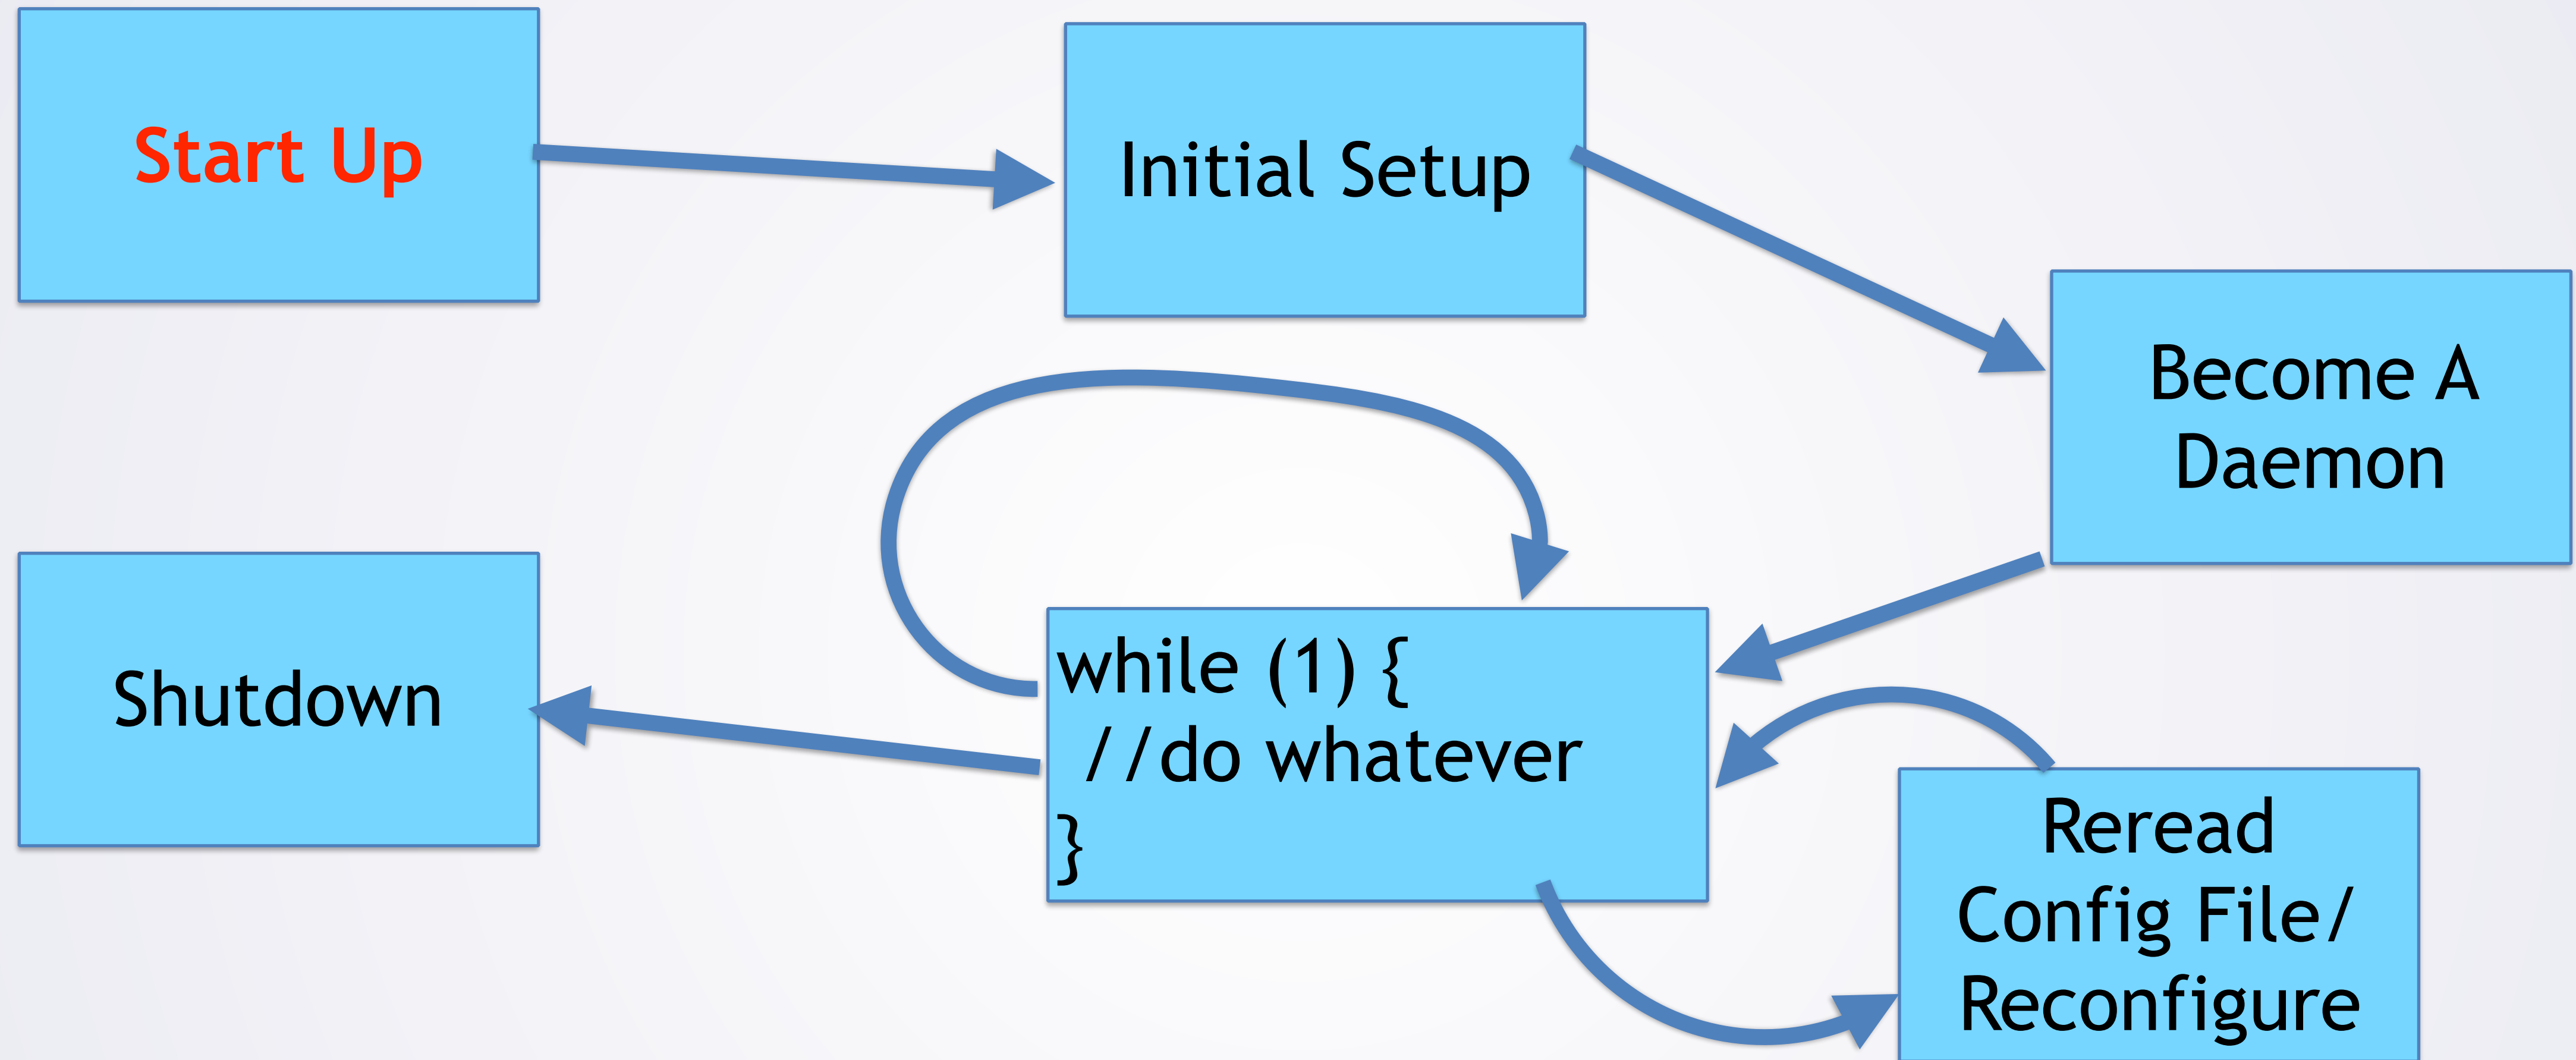 Start Up
Initial Setup
Become A
Daemon
Shutdown
while (1) {
//do whatever
}
Reread
Config File/
Reconfigure